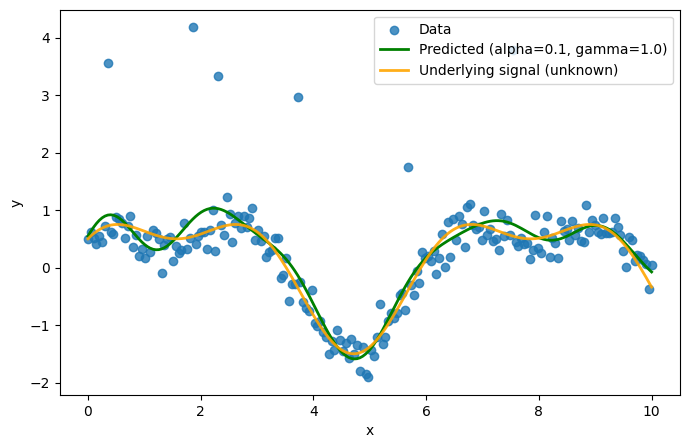 Data
Predicted (alpha=0.1, gamma=1.0)
Underlying signal (unknown)
y
4
3
2
1
0
−1
−2
0
2
4
6
8
10
x